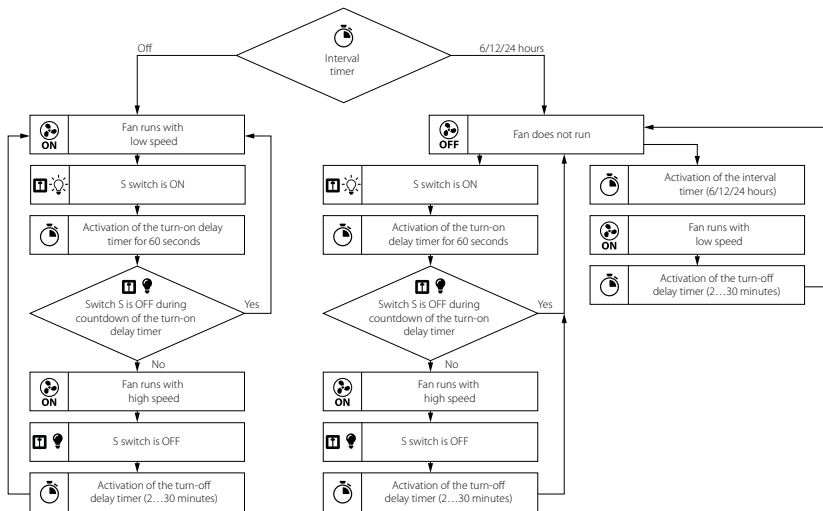 Interval
timer
Off
6/12/24 hours
ON
Fan runs with
low speed
S switch is ON
Activation of the turn-on delay
timer for 60 seconds
Switch S is OFF during
countdown of the turn-on
delay timer
Yes
No
ON
Fan runs with
high speed
S switch is OFF
Activation of the turn-off
delay timer (2…30 minutes)
OFF
Fan does not run
S switch is ON
Activation of the turn-on
delay timer for 60 seconds
Switch S is OFF during
countdown of the turn-on
delay timer
Yes
No
ON
Fan runs with
high speed
S switch is OFF
Activation of the turn-off
delay timer (2…30 minutes)
Activation of the interval
timer (6/12/24 hours)
ON
Fan runs with
low speed
Activation of the turn-off
delay timer (2…30 minutes)